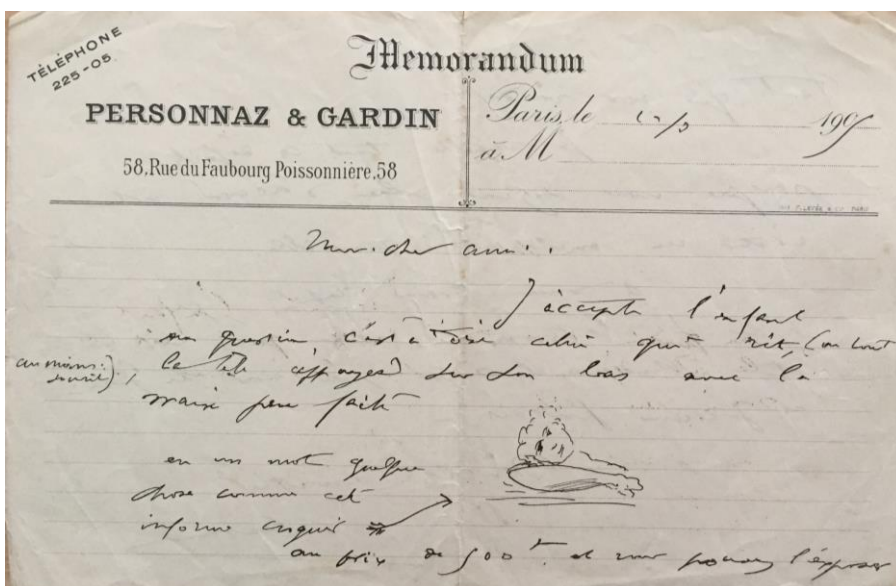 TÉLÉPHONE
225-05.
Memorandum
PERSONNAZ & GARDIN
58, Rue du Faubourg Poissonnière, 58
Paris, le 190
à M
Mon cher ami.
J'accepte l'enfant
en question, c'est à dire celui qui rit, (ou tout
au moins :
sourit), la tête appuyée sur son bras avec la
main peu faite
en un mot quelque
chose comme cet
informe croquis
au prix de 500 f. et vous pouvez l'exposer